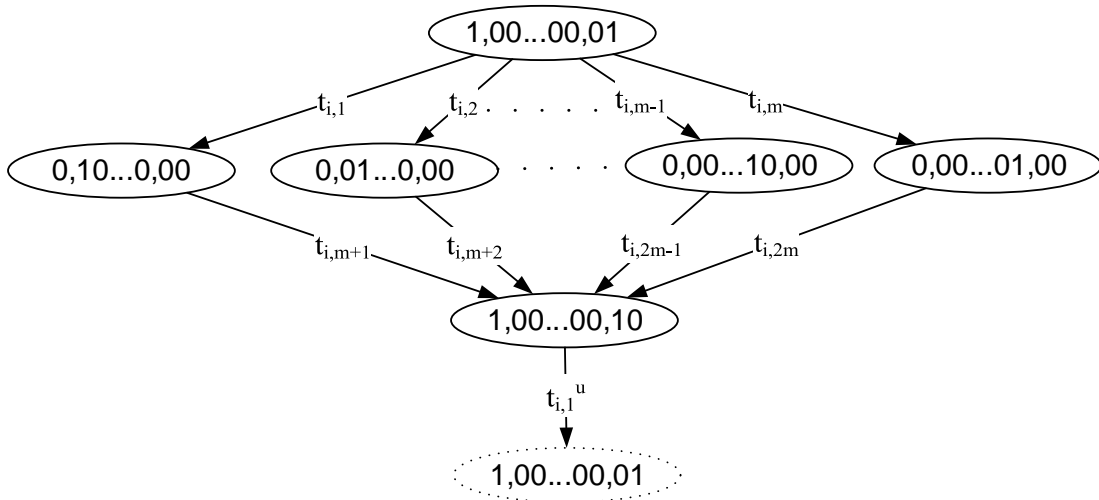 1,00...00,01
t_{i,1} t_{i,2} . . . . . . t_{i,m-1} t_{i,m}
0,10...0,00 0,01...0,00 . . . . . 0,00...10,00 0,00...01,00
t_{i,m+1} t_{i,m+2} t_{i,2m-1} t_{i,2m}
1,00...00,10
t_{i,1}^u
1,00...00,01